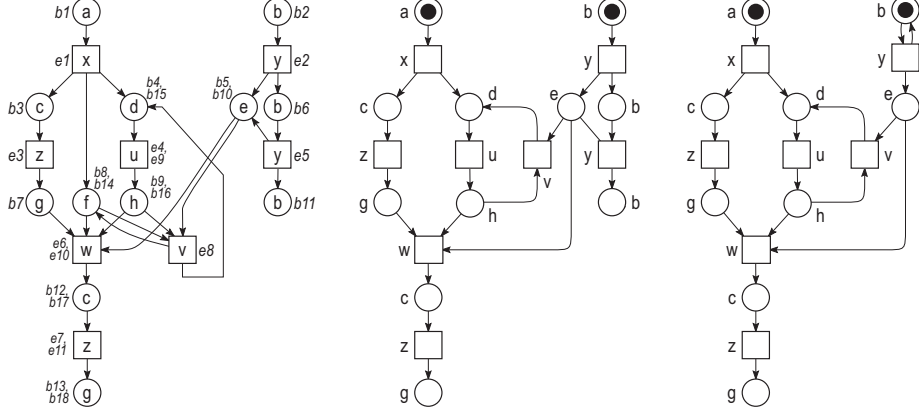 b1 a b b2 a b a b
e1 x y e2 x y x y
b3 c b4, b15 d b5, b10 e b b6 c d e b c d e
e3 z u e4, e9 y e5 z u v y z u v
b7 g b8, b14 f b9, b16 h b b11 g h b g h
e6, e10 w v e8 w w
b12, b17 c c c
e7, e11 z z z
b13, b18 g g g